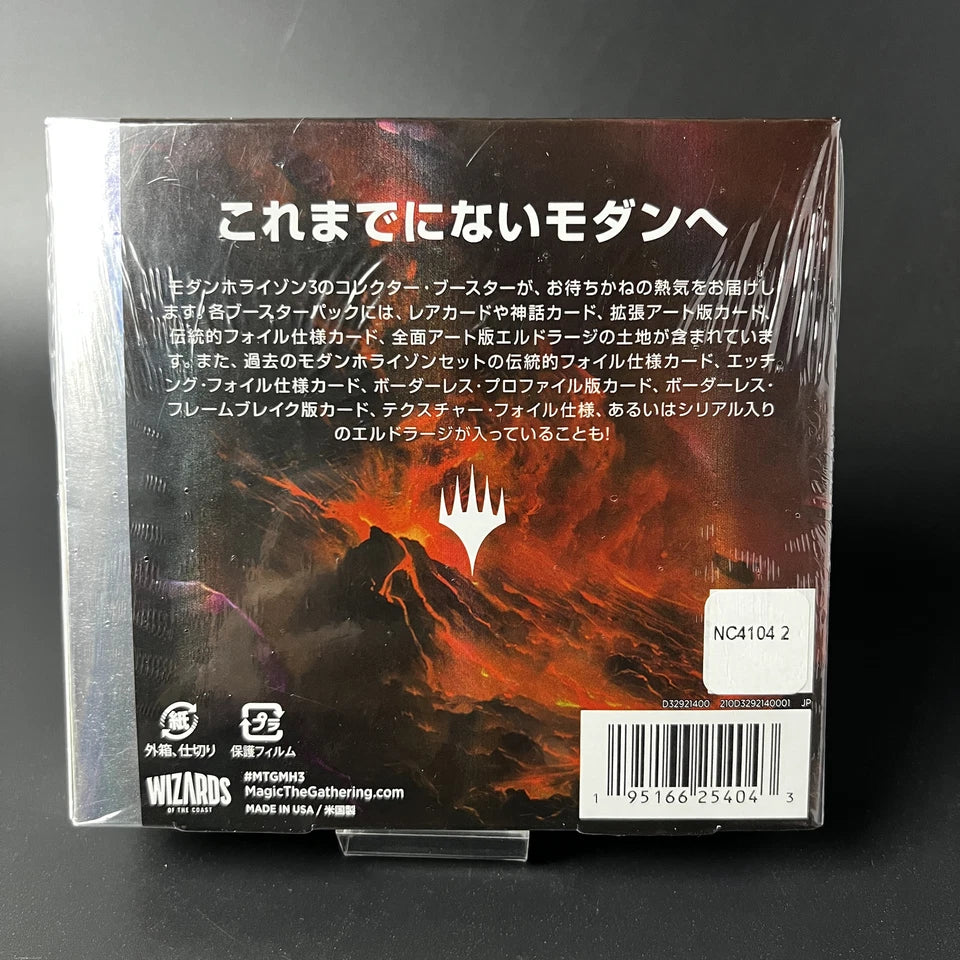 これまでにないモダンへ
モダンホライゾン3のコレクター・ブースターが、お待ちかねの熱気をお届けし
ます!各ブースターパックには、レアカードや神話カード、拡張アート版カード、
伝統的フォイル仕様カード、全面アート版エルドラージの土地が含まれていま
す。また、過去のモダンホライゾンセットの伝統的フォイル仕様カード、エッチ
ング・フォイル仕様カード、ボーダーレス・プロファイル版カード、ボーダーレス・
フレームブレイク版カード、テクスチャー・フォイル仕様、あるいはシリアル入り
のエルドラージが入っていることも!
NC4104 2
D32921400 210D3292140001 JP
紙
プラ
外箱、仕切り
保護フィルム
WIZARDS
OF THE COAST
#MTGMH3
MagicTheGathering.com
MADE IN USA / 米国製
1 95166 25404 3